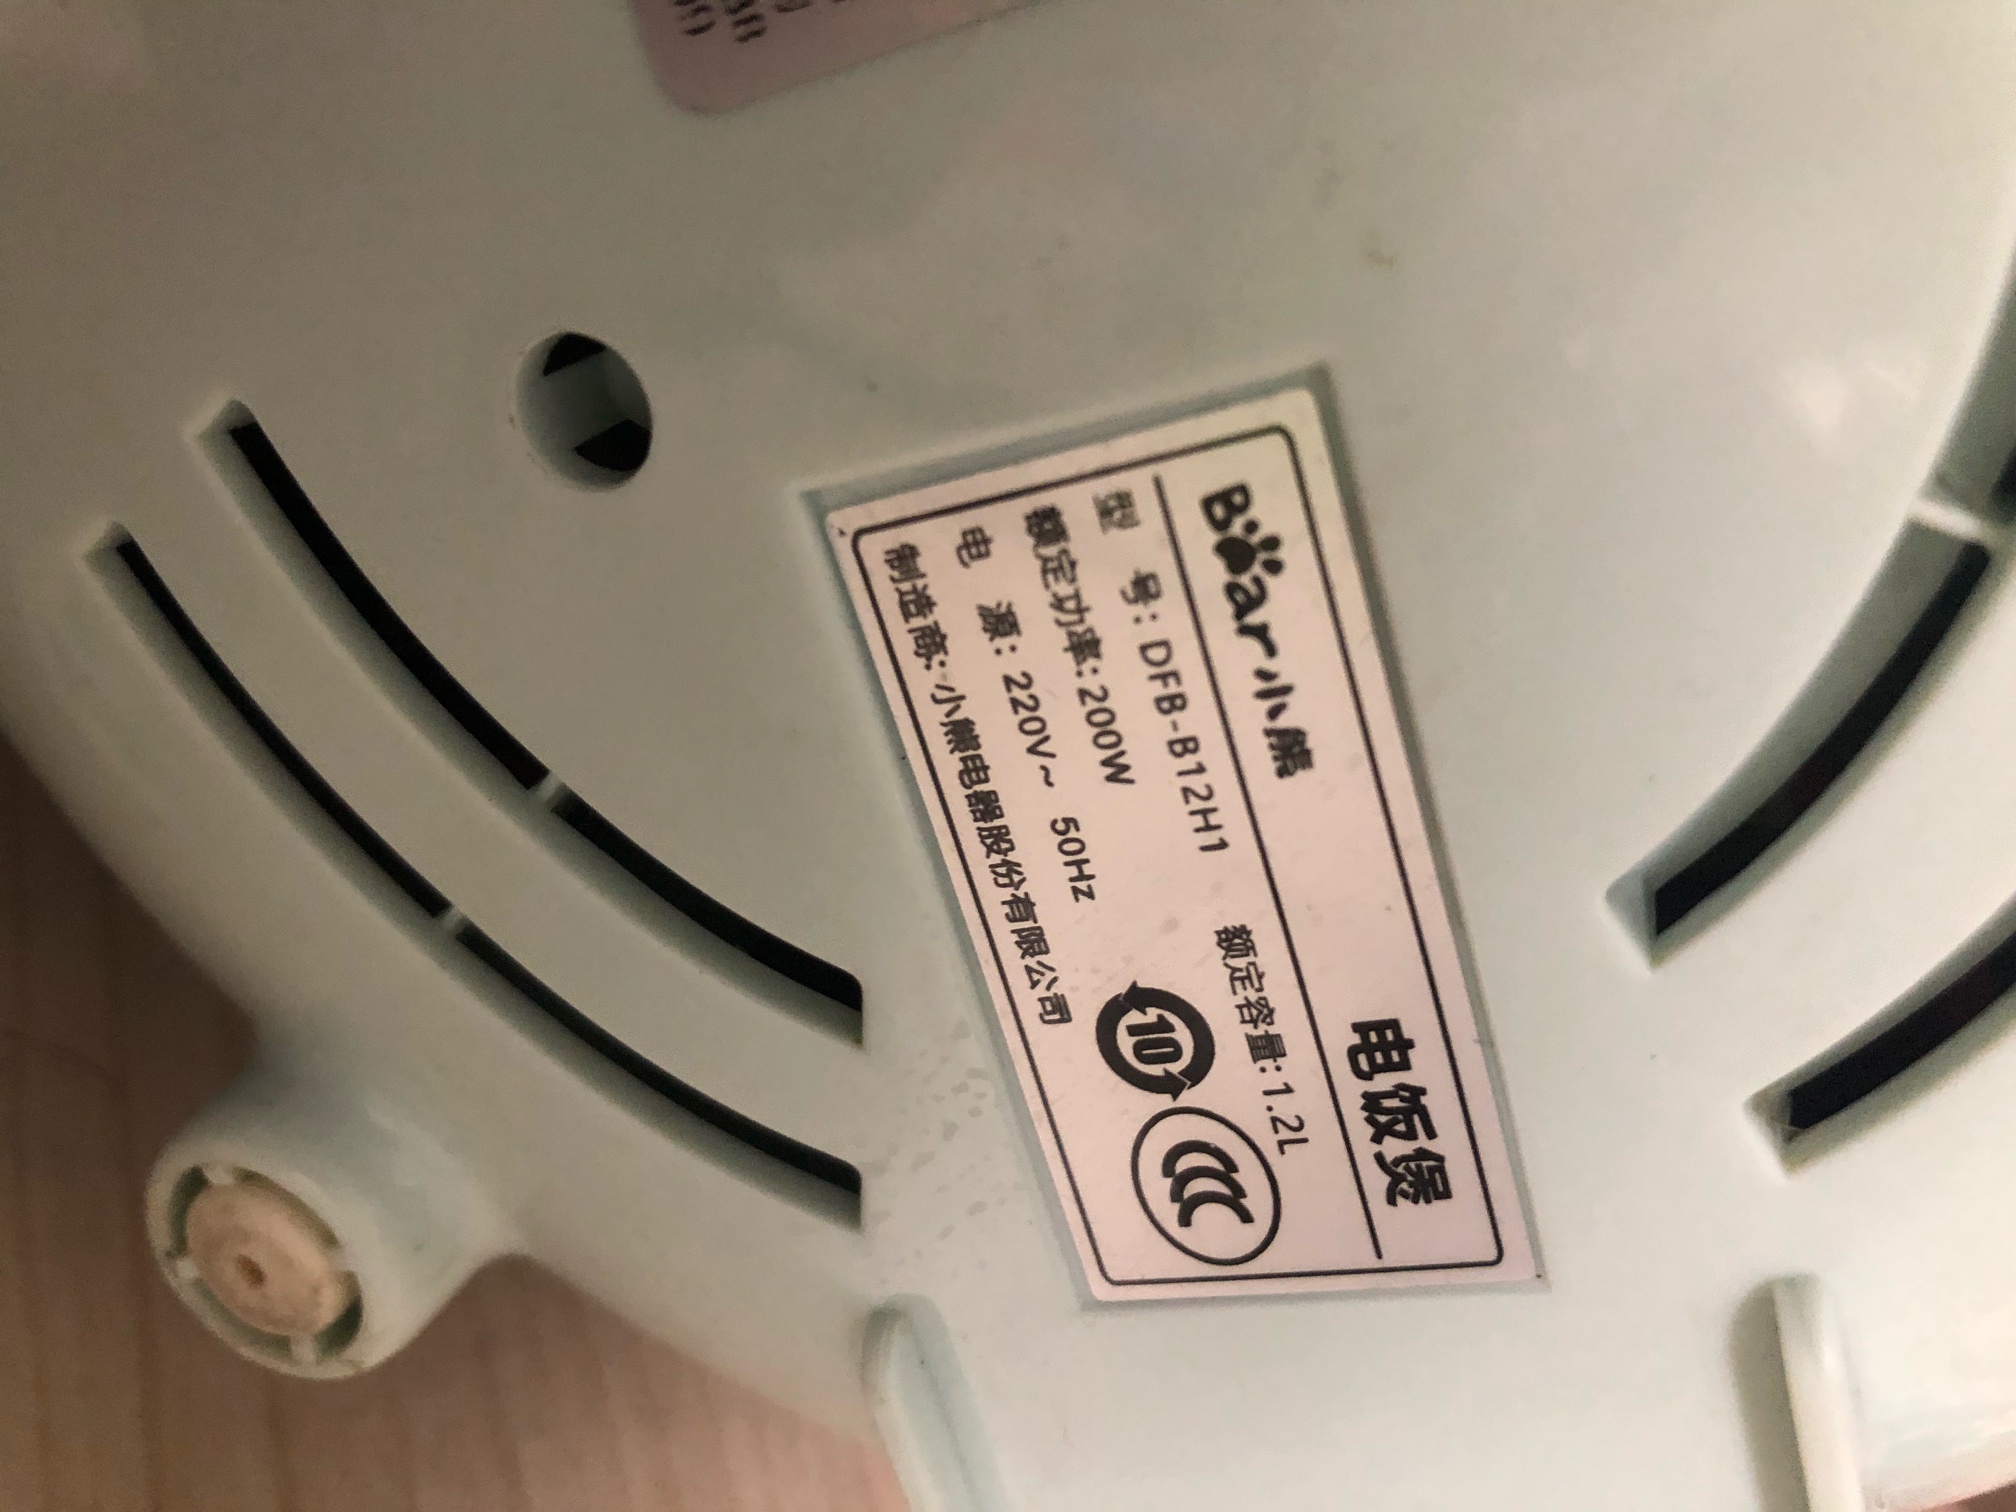 Bear小熊 电饭煲
型 号: DFB-B12H1 额定容量:1.2L
额定功率:200W
电 源: 220V~ 50Hz
制造商:小熊电器股份有限公司
10
CCC